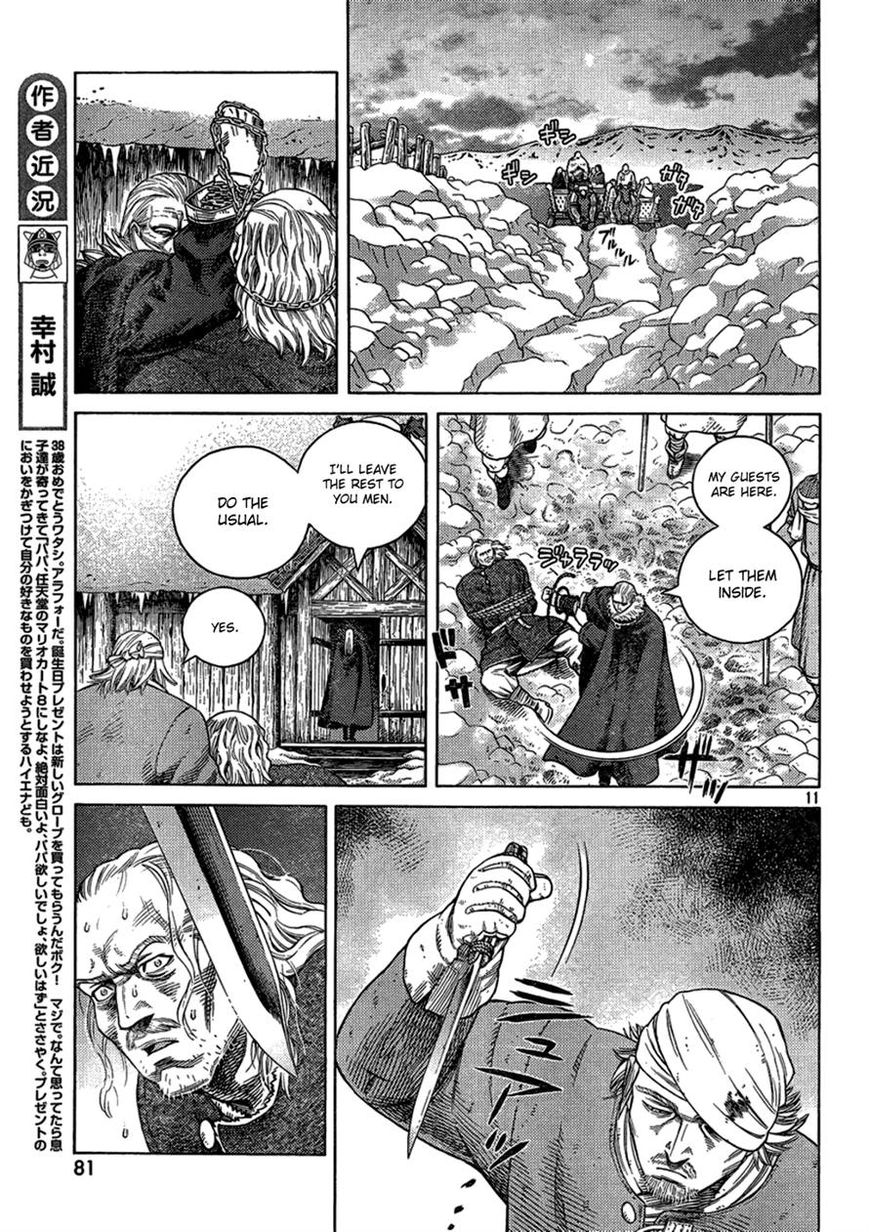 ギシ
ギシ
ガタ
ガタ
ブルルル
MY GUESTS
ARE HERE.
LET THEM
INSIDE.
ジャララッ
ドサ
I'LL LEAVE
THE REST TO
YOU MEN.
DO THE
USUAL.
YES.
11
81
作者近況
幸村誠
38歳おめでとうワタシ。アラフォーだ。誕生日プレゼントは新しいグローブを買ってもらうんだボク! マジで。なんて思ってたら息
子達が寄ってきて「パパ、任天堂のマリオカート8にしなよ、絶対面白いよ、パパ欲しいでしょ、欲しいはず」とささやく。プレゼントの
においをかぎつけて自分の好きなものを買わせようとするハイエナども。